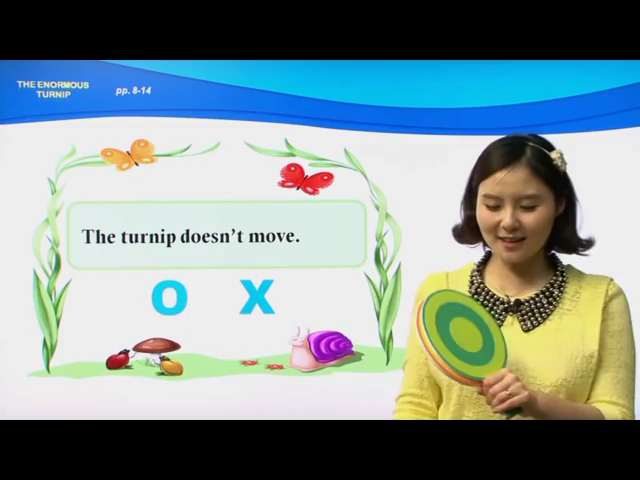 THE ENORMOUS
TURNIP
pp. 8-14
The turnip doesn't move.
O X